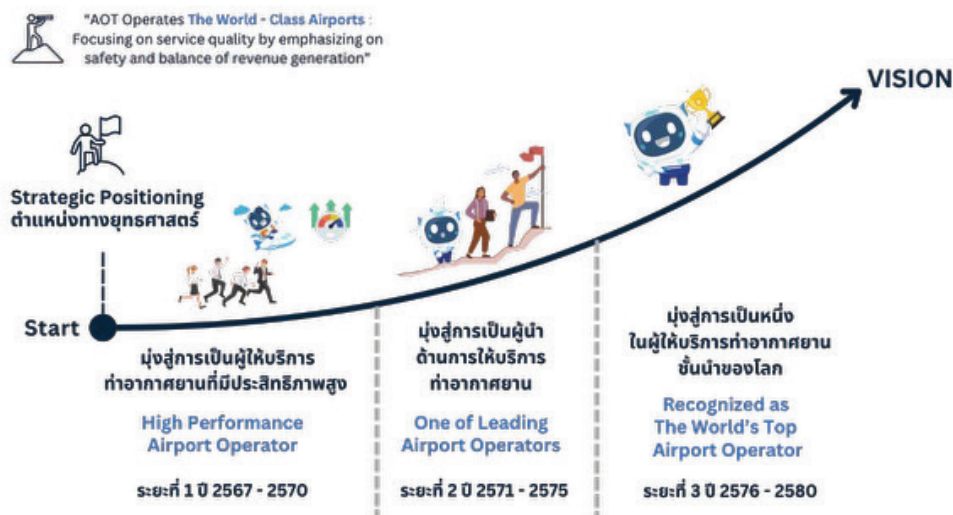 "AOT Operates The World - Class Airports :
Focusing on service quality by emphasizing on
safety and balance of revenue generation"
VISION
Strategic Positioning
ตำแหน่งทางยุทธศาสตร์
Start
มุ่งสู่การเป็นผู้ให้บริการ
ท่าอากาศยานที่มีประสิทธิภาพสูง
High Performance
Airport Operator
ระยะที่ 1 ปี 2567 - 2570
มุ่งสู่การเป็นผู้นำ
ด้านการให้บริการ
ท่าอากาศยาน
One of Leading
Airport Operators
ระยะที่ 2 ปี 2571 - 2575
มุ่งสู่การเป็นหนึ่ง
ในผู้ให้บริการท่าอากาศยาน
ชั้นนำของโลก
Recognized as
The World's Top
Airport Operator
ระยะที่ 3 ปี 2576 - 2580